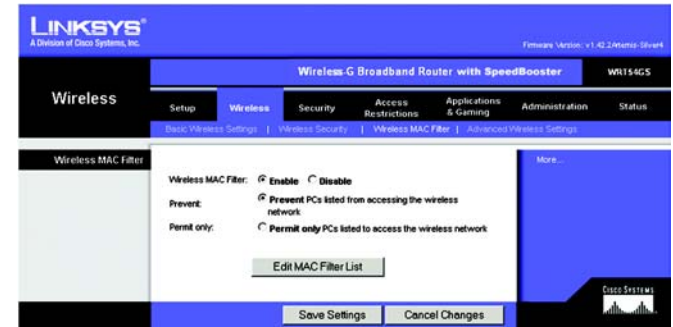 LINKSYS®
A Division of Cisco Systems, Inc.
Firmware Version: v1.42.2
Wireless-G Broadband Router with SpeedBooster WRT54GS
Wireless
Setup Wireless Security Access Restrictions Applications & Gaming Administration Status
Basic Wireless Settings | Wireless Security | Wireless MAC Filter | Advanced Wireless Settings
Wireless MAC Filter
More...
Wireless MAC Filter: Enable Disable
Prevent: Prevent PCs listed from accessing the wireless
network
Permit only: Permit only PCs listed to access the wireless network
Edit MAC Filter List
CISCO SYSTEMS
Save Settings Cancel Changes